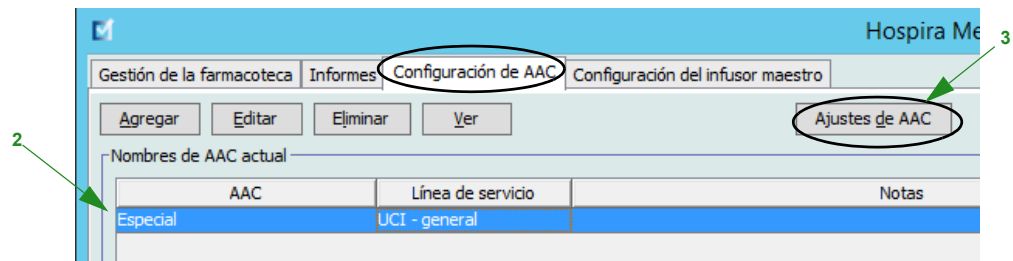 Hospira Me
3
Gestión de la farmacoteca Informes Configuración de AAC Configuración del infusor maestro
Agregar Editar Eliminar Ver Ajustes de AAC
2
Nombres de AAC actual
AAC Línea de servicio Notas
Especial UCI - general